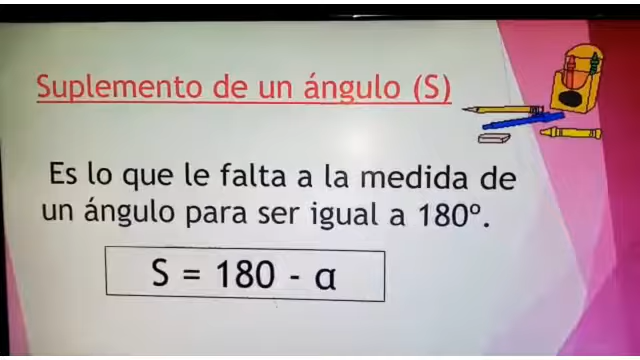 Suplemento de un ángulo (S)
Es lo que le falta a la medida de
un ángulo para ser igual a 180º.
S = 180 - α